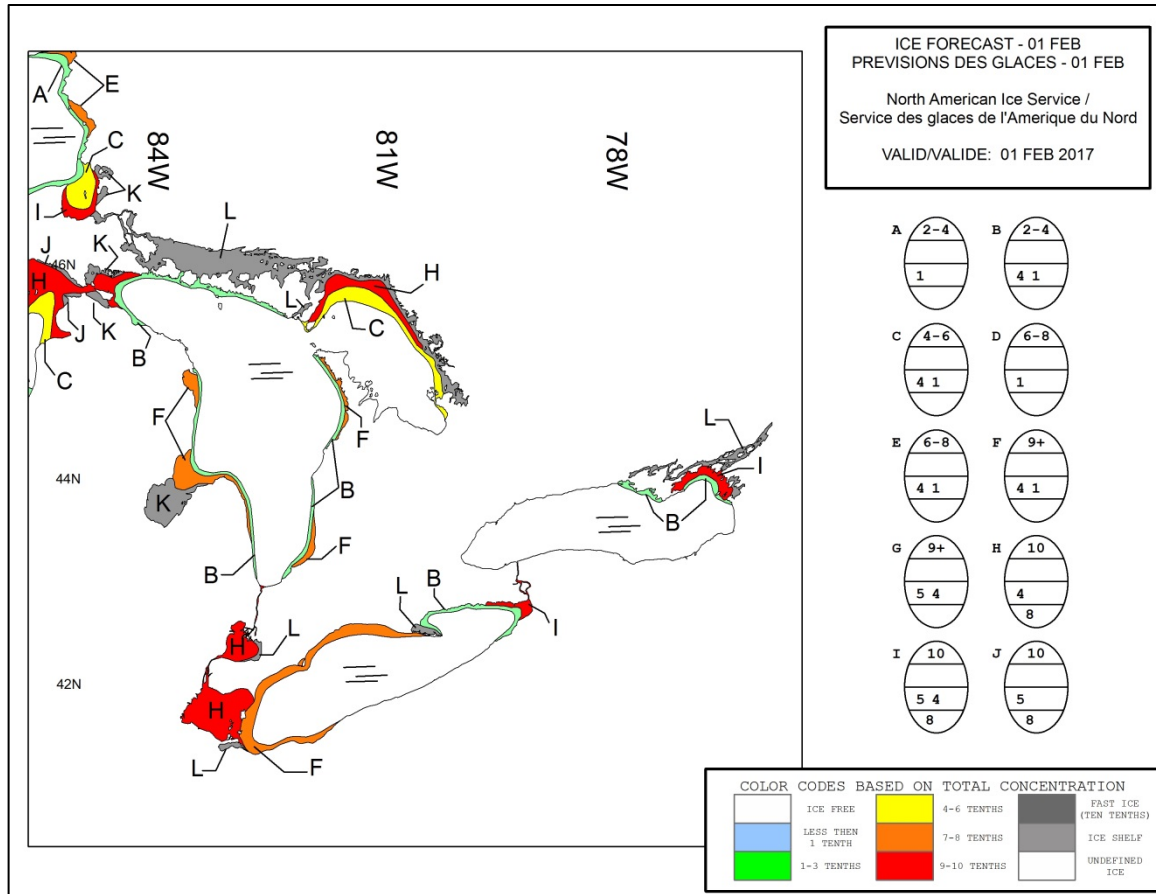 ICE FORECAST - 01 FEB
PREVISIONS DES GLACES - 01 FEB
North American Ice Service /
Service des glaces de l'Amerique du Nord
VALID/VALIDE: 01 FEB 2017
A
E
C
84W
81W
78W
K
I
L
J
K
46N
H
H
L
J
K
C
B
C
F
F
L
F
44N
I
K
B
B
B
F
B
L
I
H
L
42N
H
L
F
A 2-4
1
B 2-4
4 1
C 4-6
4 1
D 6-8
1
E 6-8
4 1
F 9+
4 1
G 9+
5 4
H 10
4
8
I 10
5 4
8
J 10
5
8
COLOR CODES BASED ON TOTAL CONCENTRATION
ICE FREE
LESS THEN
1 TENTH
1-3 TENTHS
4-6 TENTHS
7-8 TENTHS
9-10 TENTHS
FAST ICE
(TEN TENTHS)
ICE SHELF
UNDEFINED
ICE